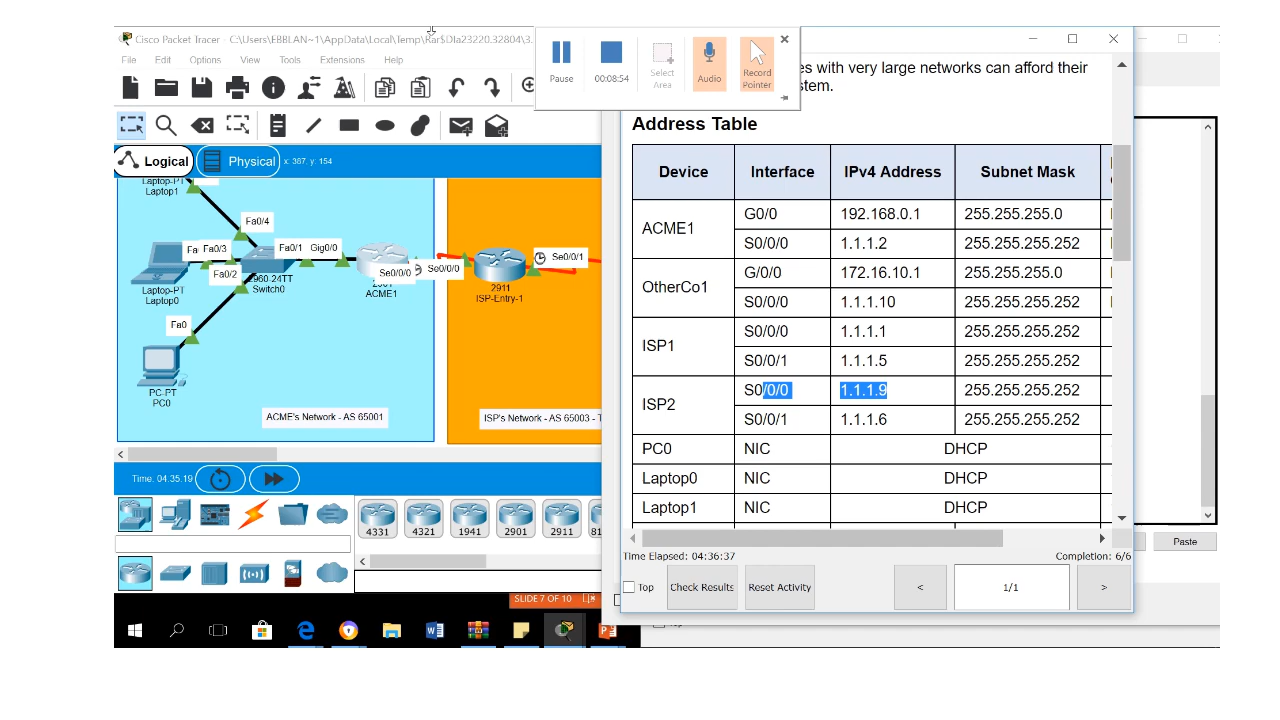 Cisco Packet Tracer - C:\Users\EBBLAN~1\AppData\Local\Temp\Rar$DIa23220.32804\3.
File Edit Options View Tools Extensions Help
Pause
00:08:54
Select Area
Audio
Record Pointer
es with very large networks can afford their
stem.
Logical
Physical
x: 387 y: 154
Laptop-PT
Laptop1
Fa0/4
Fa
Fa0/3
Fa0/1
Gig0/0
Fa0/2
2960-24TT
Switch0
Se0/0/0
ACME1
Se0/0/0
Se0/0/1
2911
ISP-Entry-1
Laptop-PT
Laptop0
Fa0
PC-PT
PC0
ACME's Network - AS 65001
ISP's Network - AS 65003 - T
Time: 04:35:19
4331
4321
1941
2901
2911
81
SLIDE 7 OF 10
Address Table
Device Interface IPv4 Address Subnet Mask
ACME1 G0/0 192.168.0.1 255.255.255.0
S0/0/0 1.1.1.2 255.255.255.252
OtherCo1 G/0/0 172.16.10.1 255.255.255.0
S0/0/0 1.1.1.10 255.255.255.252
ISP1 S0/0/0 1.1.1.1 255.255.255.252
S0/0/1 1.1.1.5 255.255.255.252
ISP2 S0/0/0 1.1.1.9 255.255.255.252
S0/0/1 1.1.1.6 255.255.255.252
PC0 NIC DHCP
Laptop0 NIC DHCP
Laptop1 NIC DHCP
Time Elapsed: 04:36:37
Completion: 6/6
Top
Check Results
Reset Activity
<
1/1
>
Paste